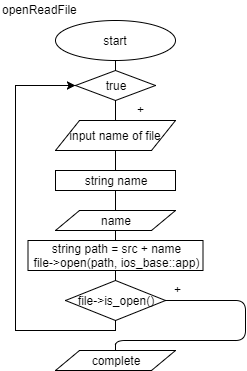 openReadFile
start
true
+
input name of file
string name
name
string path = src + name
file->open(path, ios_base::app)
file->is_open()
+
complete